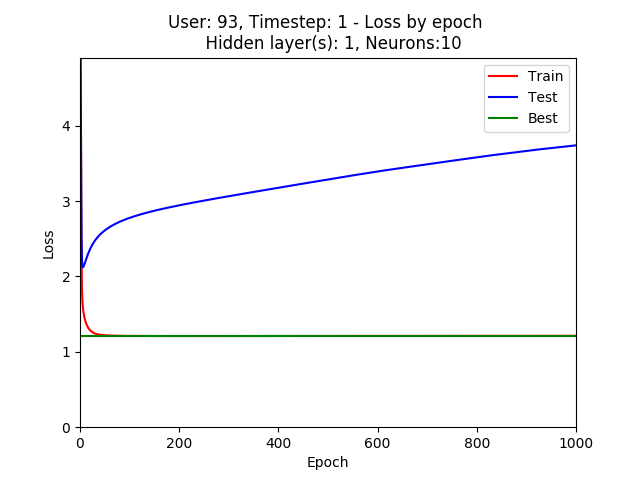 User: 93, Timestep: 1 - Loss by epoch
Hidden layer(s): 1, Neurons:10
Train
Test
Best
4
3
2
1
0
Loss
0 200 400 600 800 1000
Epoch